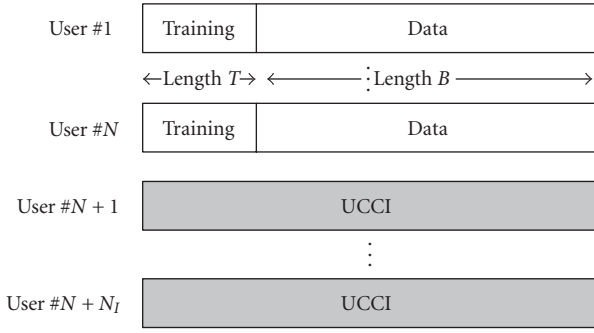 User #1 Training Data
Length T Length B
User #N Training Data
User #N + 1 UCCI
User #N + N_I UCCI